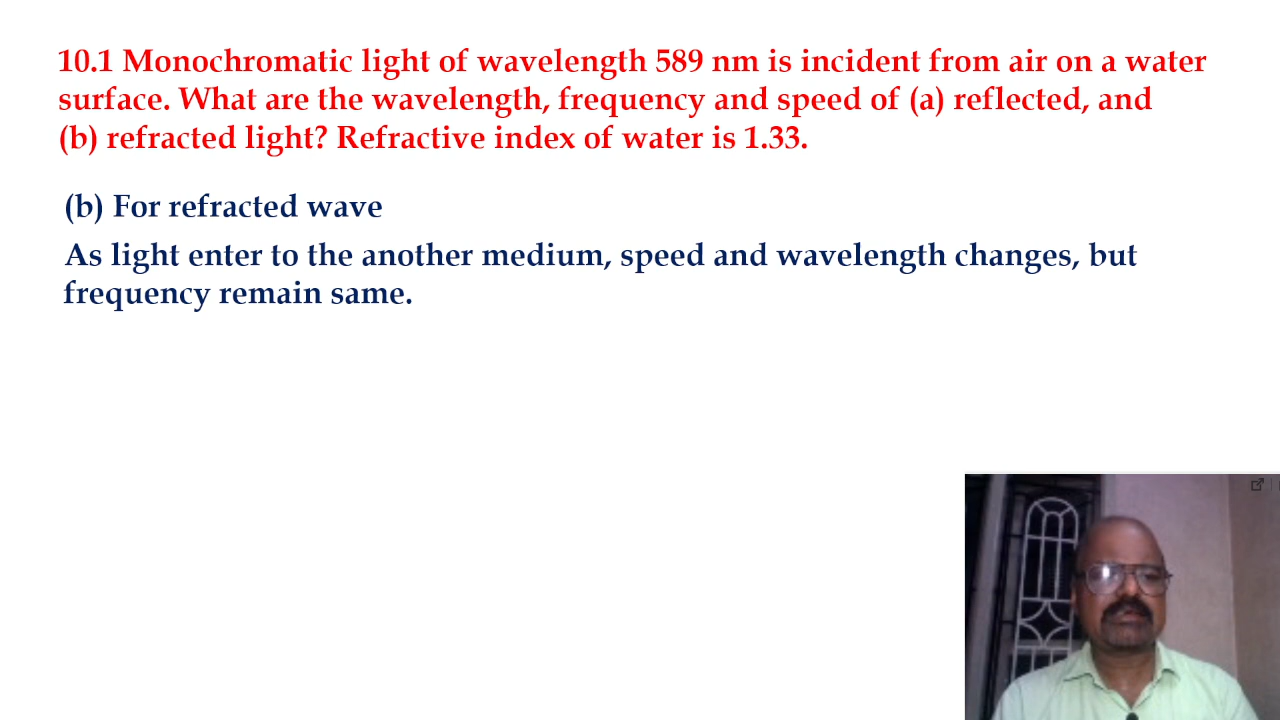 10.1 Monochromatic light of wavelength 589 nm is incident from air on a water
surface. What are the wavelength, frequency and speed of (a) reflected, and
(b) refracted light? Refractive index of water is 1.33.
(b) For refracted wave
As light enter to the another medium, speed and wavelength changes, but
frequency remain same.